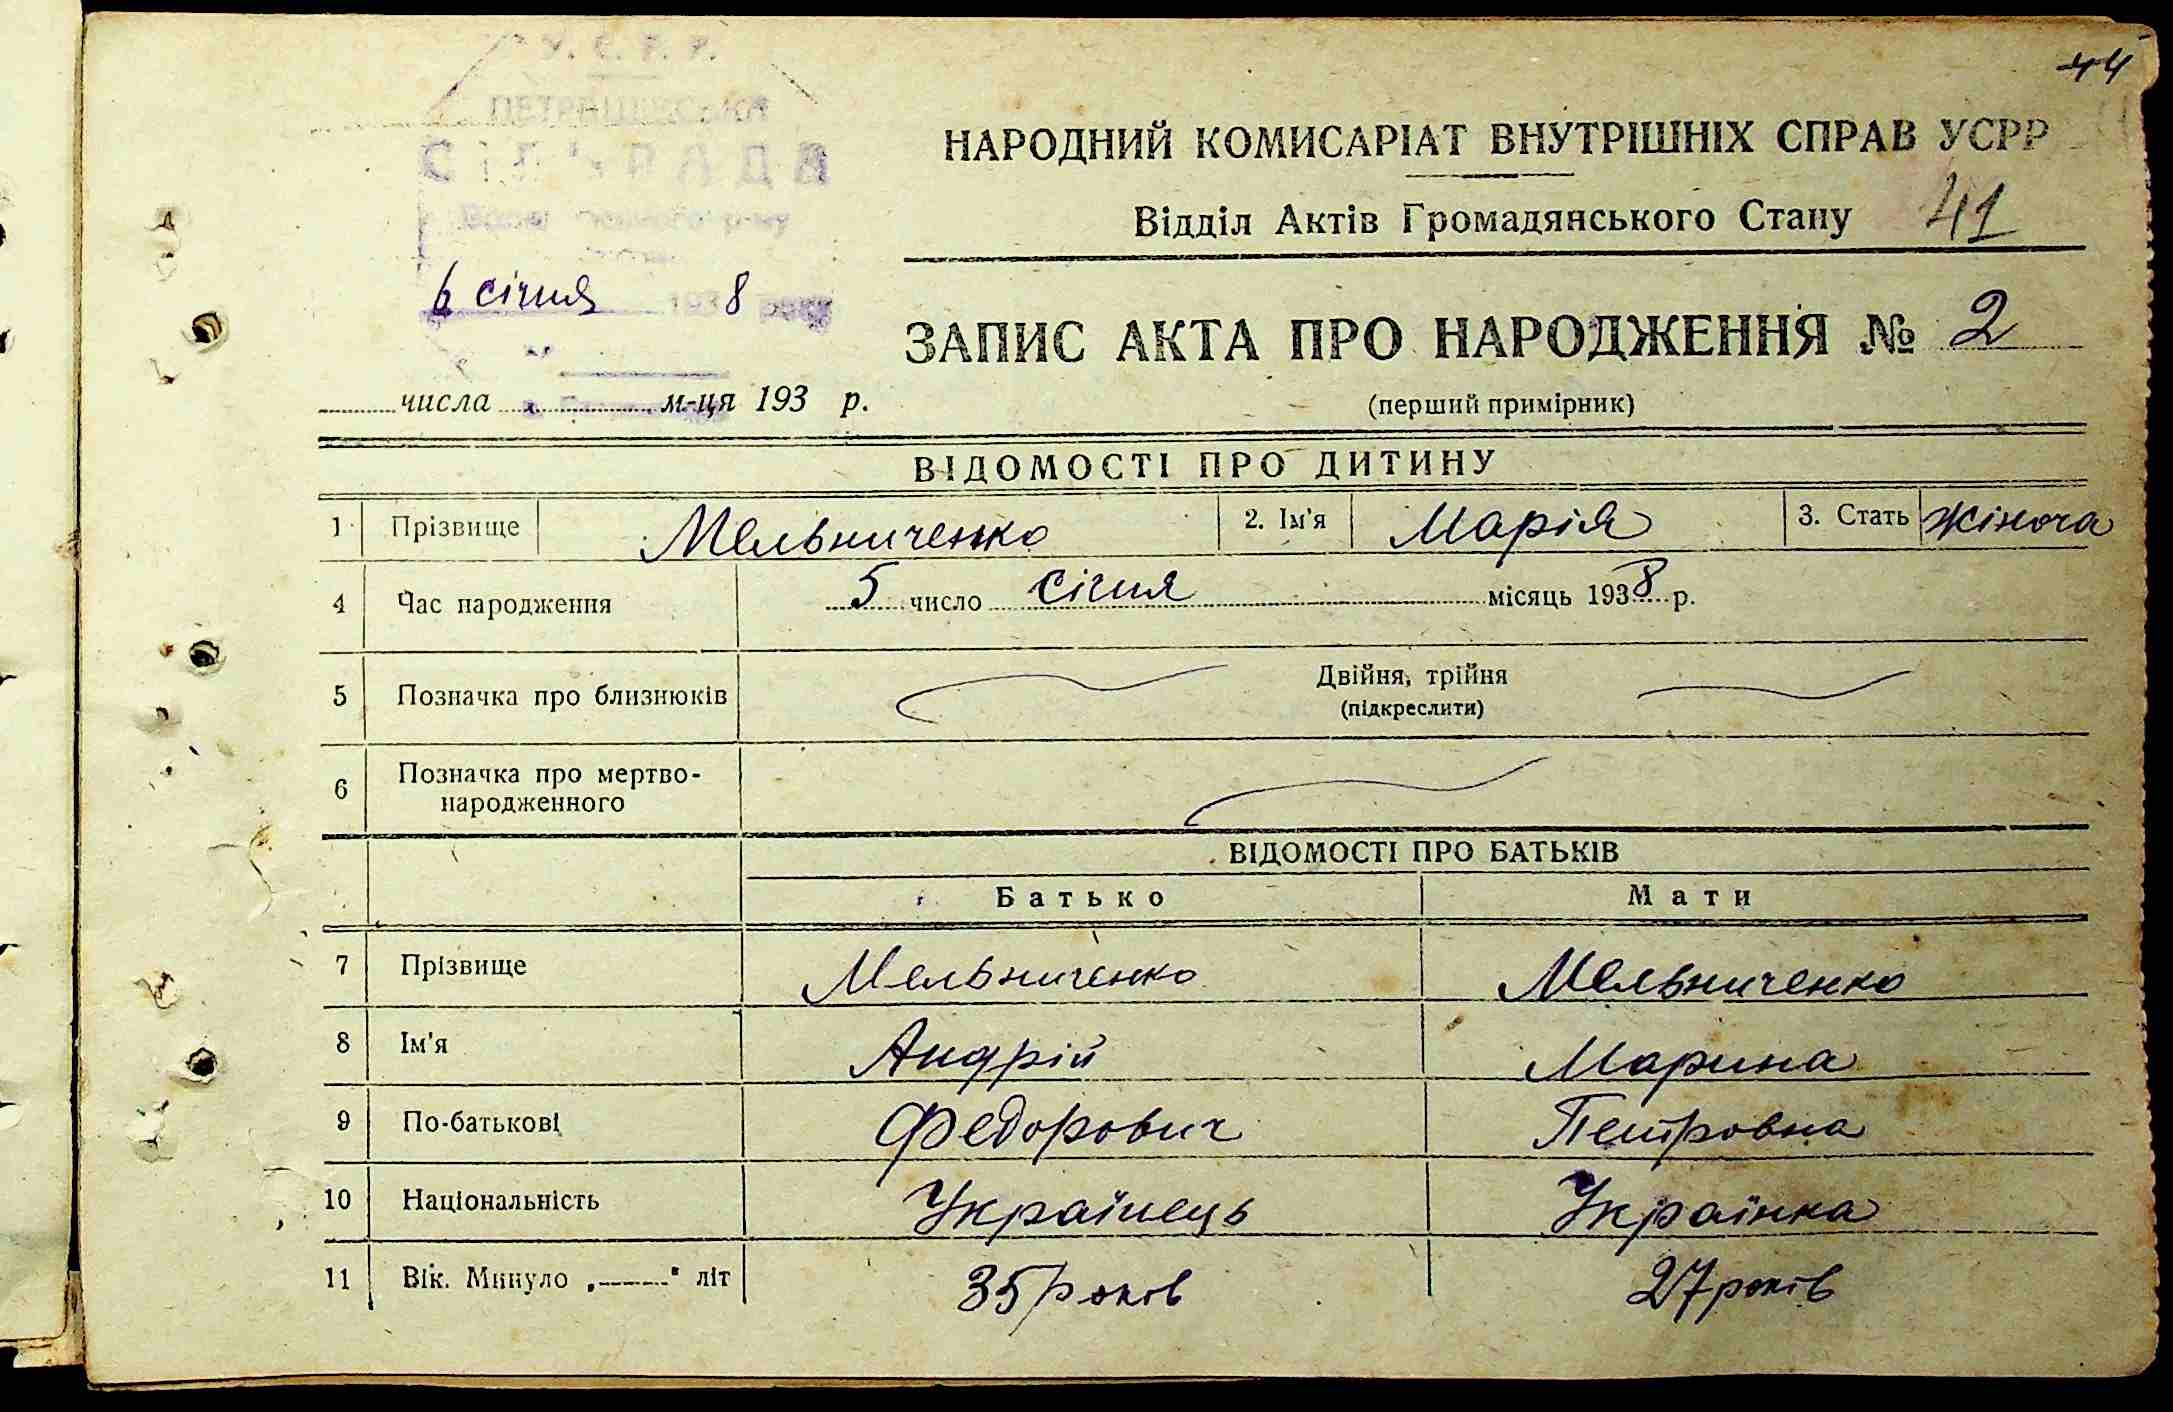 У. С. Р. Р.
44
ПЕТРАШІВСЬКА
НАРОДНИЙ КОМИСАРІАТ ВНУТРІШНІХ СПРАВ УСРР
СІЛЬРАДА
Відділ Актів Громадянського Стану 41
р-ну
6 січня 1938 року
ЗАПИС АКТА ПРО НАРОДЖЕННЯ № 2
числа м-ця 193 р.
(перший примірник)
ВІДОМОСТІ ПРО ДИТИНУ
1 Прізвище Мельниченко 2. Ім'я Марія 3. Стать жіноча
4 Час народження 5 число січня місяць 1938 р.
5 Позначка про близнюків Двійня, трійня
(підкреслити)
6 Позначка про мертво-
народженного
ВІДОМОСТІ ПРО БАТЬКІВ
Батько Мати
7 Прізвище Мельниченко Мельниченко
8 Ім'я Андрій Марина
9 По-батькові Федорович Петровна
10 Національність Українець Українка
11 Вік. Минуло „——" літ 35 років 27 років